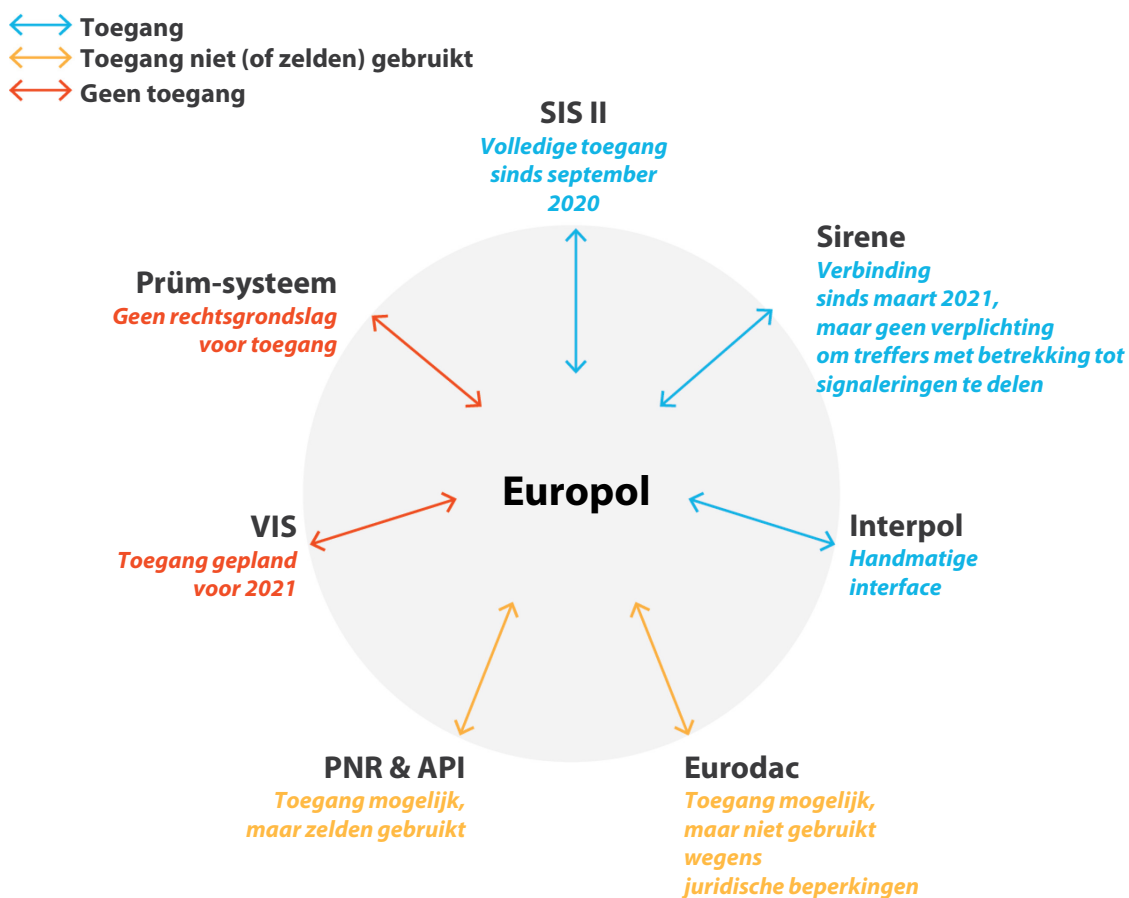 Toegang
Toegang niet (of zelden) gebruikt
Geen toegang
SIS II
Volledige toegang
sinds september
2020
Sirene
Verbinding
sinds maart 2021,
maar geen verplichting
om treffers met betrekking tot
signaleringen te delen
Prüm-systeem
Geen rechtsgrondslag
voor toegang
Europol
VIS
Toegang gepland
voor 2021
Interpol
Handmatige
interface
PNR & API
Toegang mogelijk,
maar zelden gebruikt
Eurodac
Toegang mogelijk,
maar niet gebruikt
wegens
juridische beperkingen